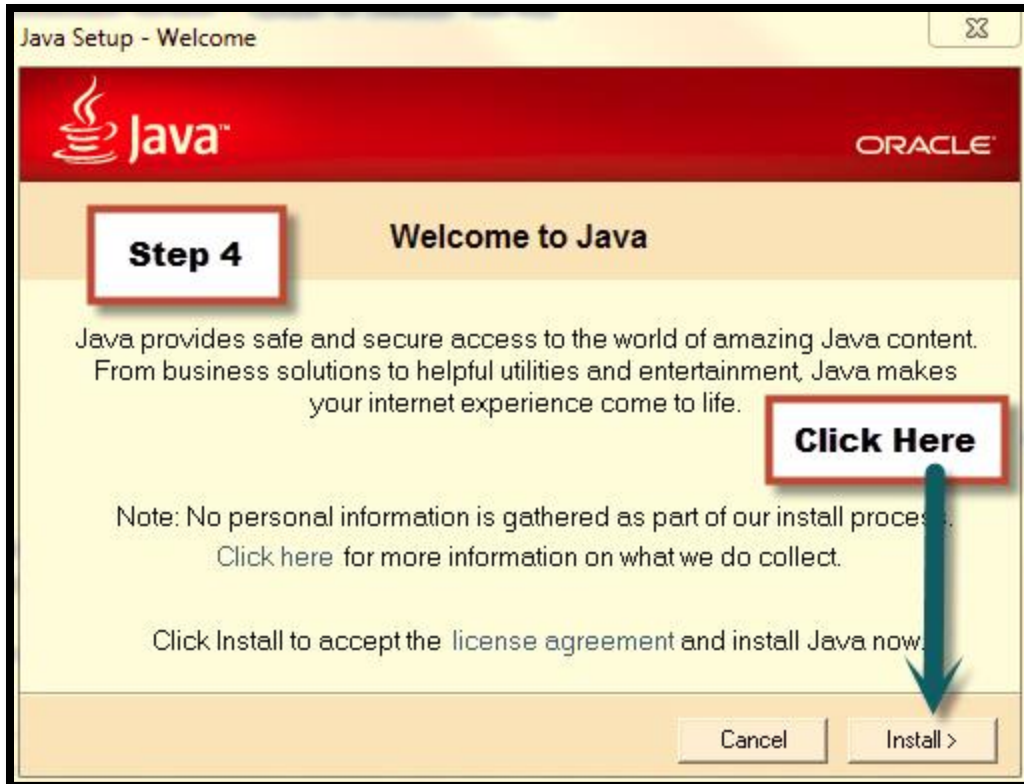 Java Setup - Welcome
Java™
ORACLE®
Step 4
Welcome to Java
Java provides safe and secure access to the world of amazing Java content.
From business solutions to helpful utilities and entertainment, Java makes
your internet experience come to life.
Click Here
Note: No personal information is gathered as part of our install process.
Click here for more information on what we do collect.
Click Install to accept the license agreement and install Java now.
Cancel
Install >